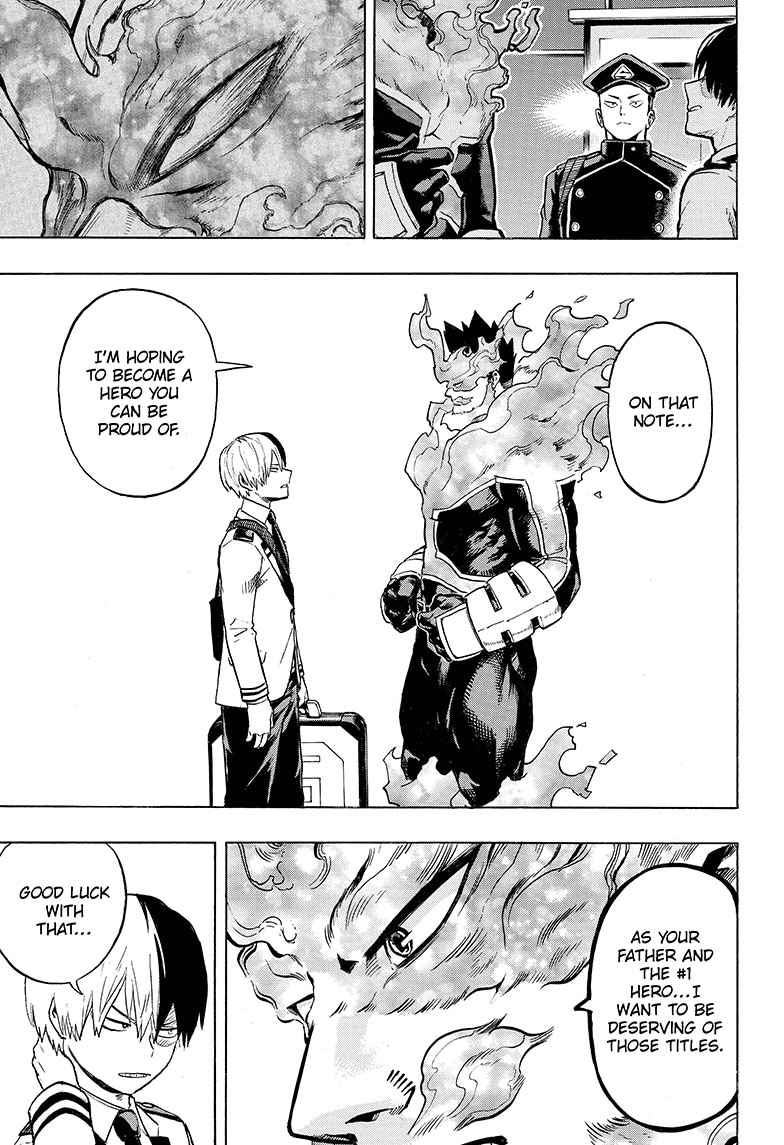 ON THAT
NOTE...
I'M HOPING
TO BECOME A
HERO YOU
CAN BE
PROUD OF.
AS YOUR
FATHER AND
THE #1
HERO...I
WANT TO BE
DESERVING OF
THOSE TITLES.
GOOD LUCK
WITH
THAT...